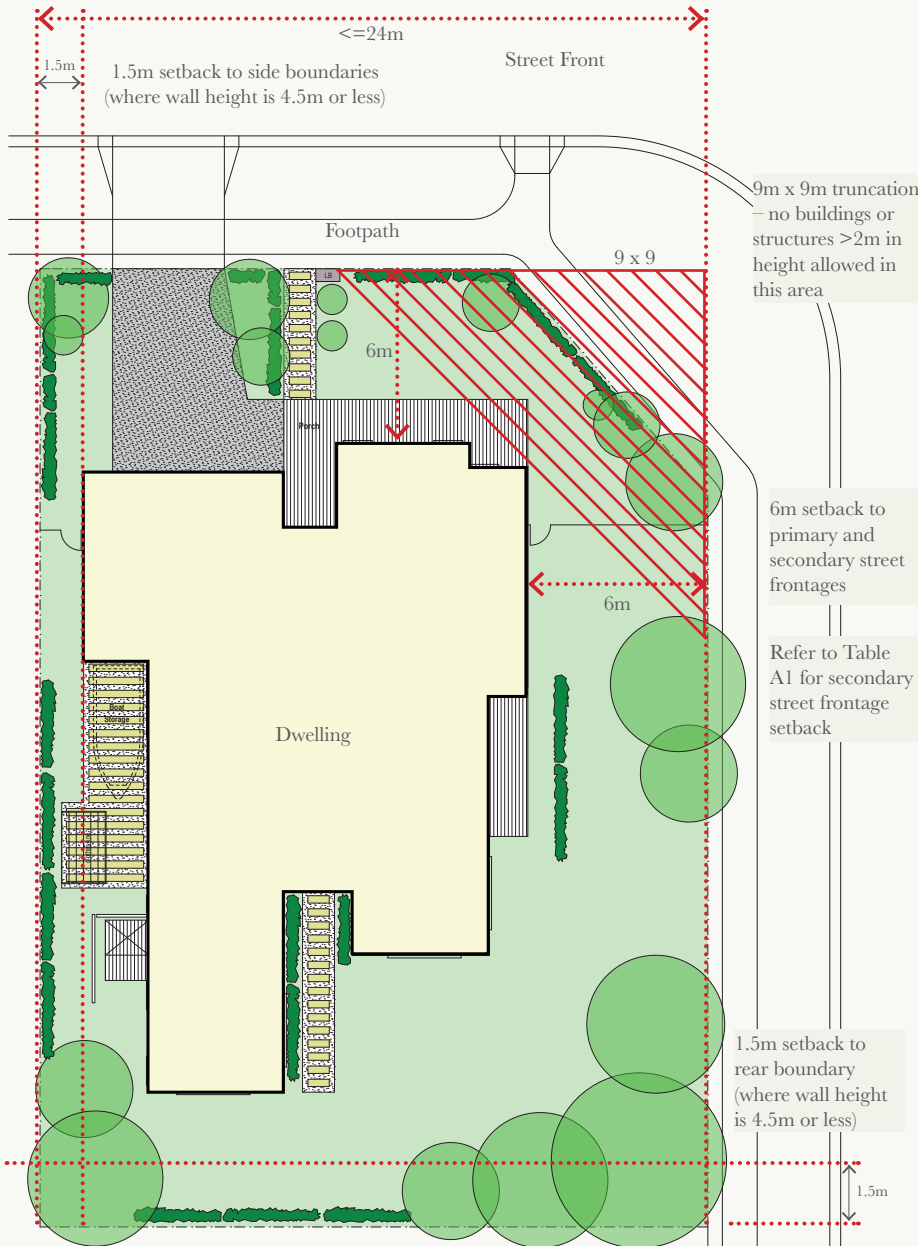 <=24m
Street Front
1.5m
1.5m setback to side boundaries
(where wall height is 4.5m or less)
9m x 9m truncation
– no buildings or
structures >2m in
height allowed in
this area
Footpath
9 x 9
LB
6m
Porch
6m setback to
primary and
secondary street
frontages
6m
Refer to Table
A1 for secondary
street frontage
setback
Boat
Storage
Dwelling
1.5m setback to
rear boundary
(where wall height
is 4.5m or less)
1.5m